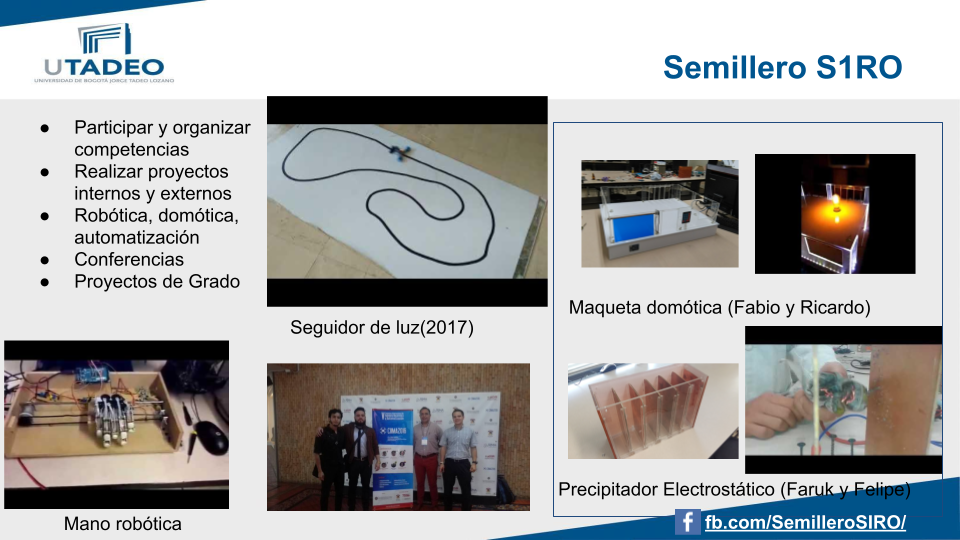 UTADEO
UNIVERSIDAD DE BOGOTÁ JORGE TADEO LOZANO
Semillero S1RO
● Participar y organizar
competencias
● Realizar proyectos
internos y externos
● Robótica, domótica,
automatización
● Conferencias
● Proyectos de Grado
Seguidor de luz(2017)
Maqueta domótica (Fabio y Ricardo)
Mano robótica
Precipitador Electrostático (Faruk y Felipe)
fb.com/SemilleroSIRO/